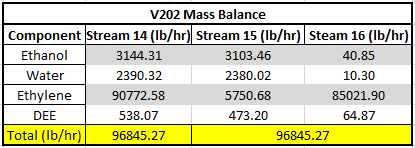 V202 Mass Balance
Component Stream 14 (lb/hr) Stream 15 (lb/hr) Steam 16 (lb/hr)
Ethanol 3144.31 3103.46 40.85
Water 2390.32 2380.02 10.30
Ethylene 90772.58 5750.68 85021.90
DEE 538.07 473.20 64.87
Total (lb/hr) 96845.27 96845.27